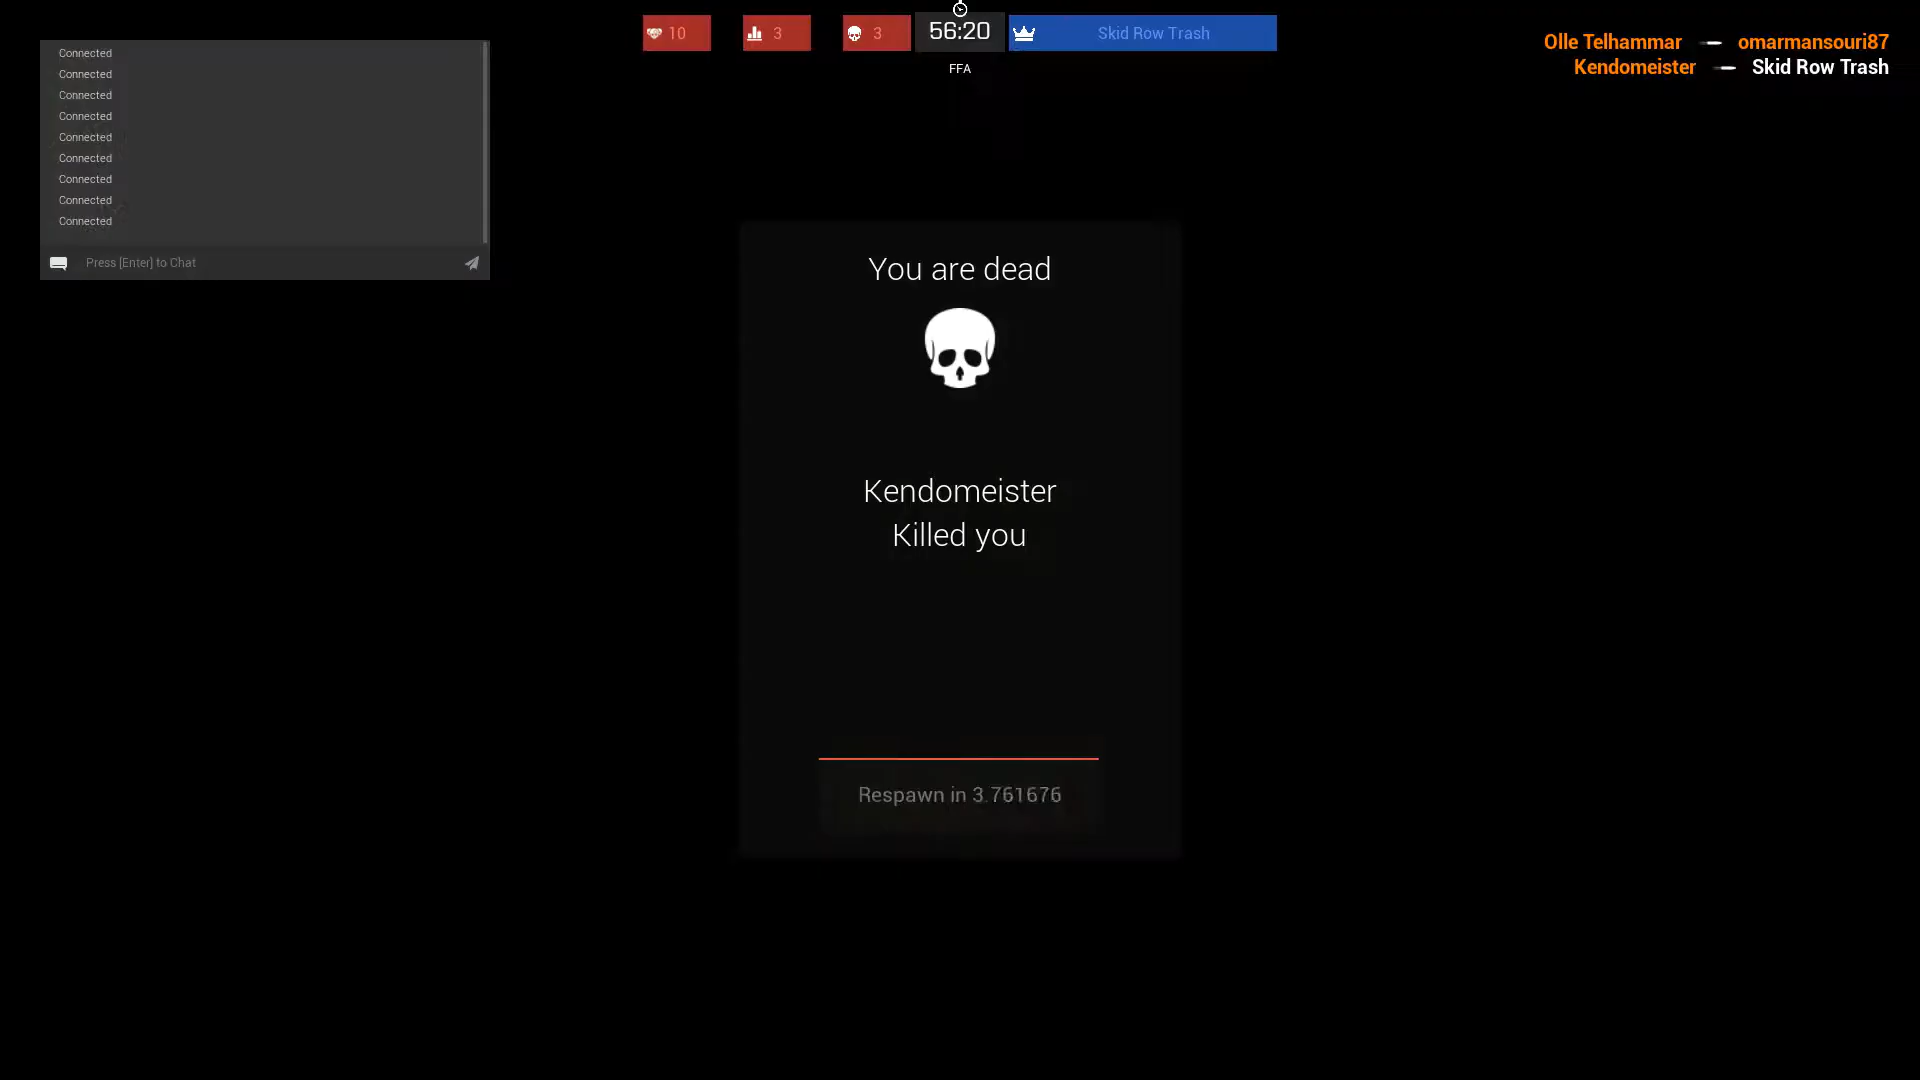 Connected
Connected
Connected
Connected
Connected
Connected
Connected
Connected
Connected
Press [Enter] to Chat
10
3
3
56:20
Skid Row Trash
FFA
Olle Telhammar omarmansouri87
Kendomeister Skid Row Trash
You are dead
Kendomeister
Killed you
Respawn in 3.761676